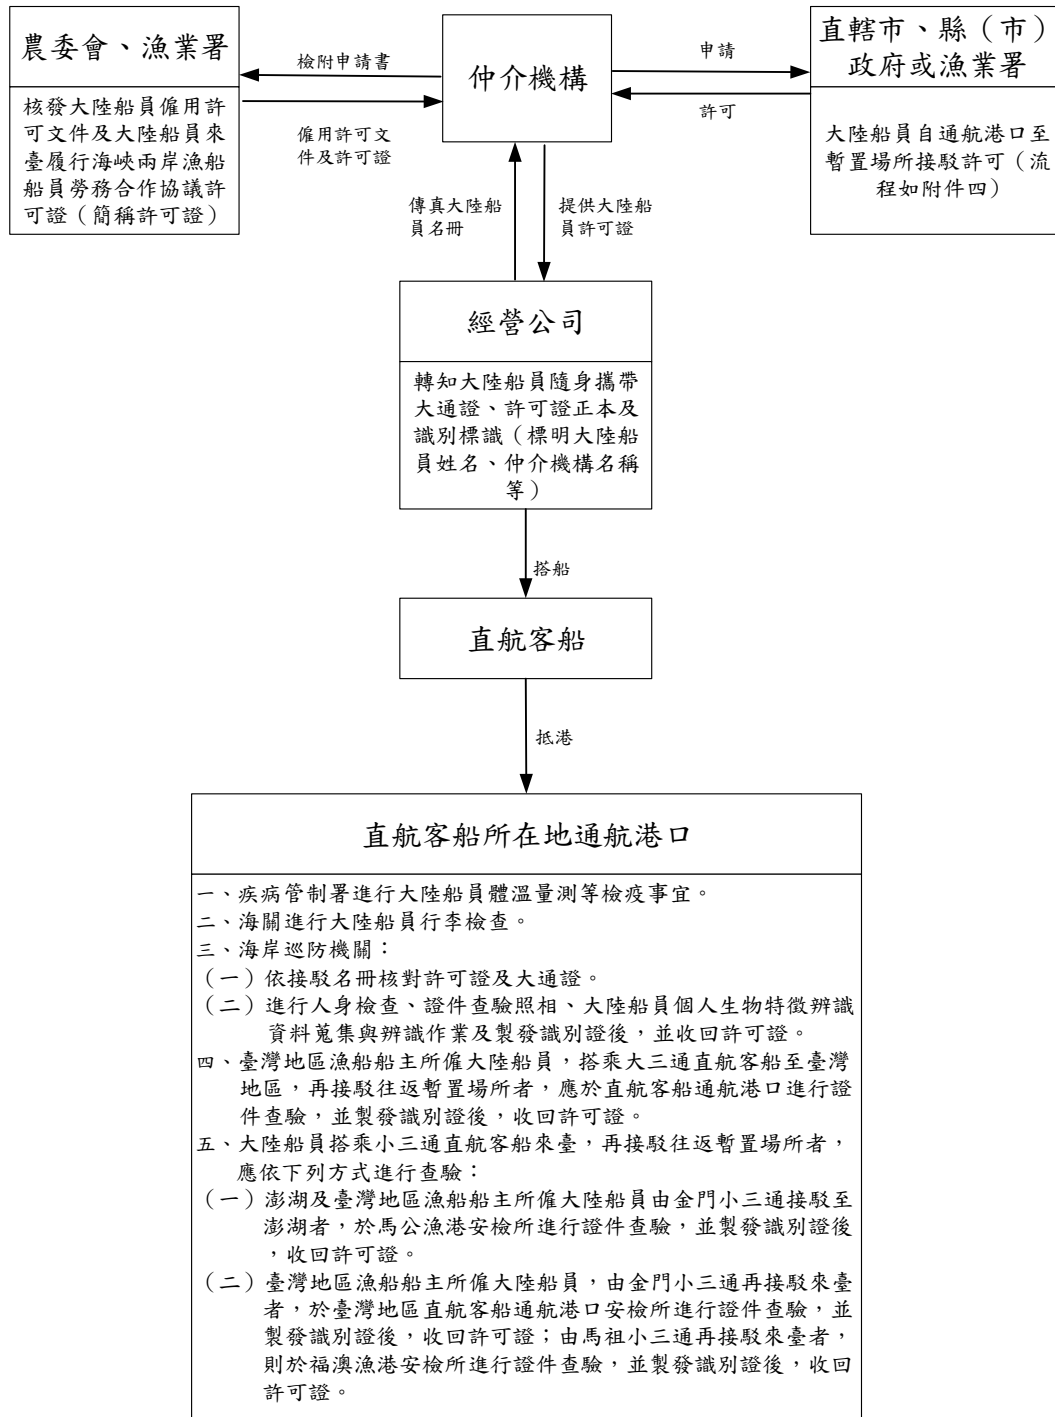 農委會、漁業署
核發大陸船員僱用許
可文件及大陸船員來
臺履行海峽兩岸漁船
船員勞務合作協議許
可證（簡稱許可證）
檢附申請書
僱用許可文
件及許可證
仲介機構
申請
許可
直轄市、縣（市）
政府或漁業署
大陸船員自通航港口至
暫置場所接駁許可（流
程如附件四）
傳真大陸船
員名冊
提供大陸船
員許可證
經營公司
轉知大陸船員隨身攜帶
大通證、許可證正本及
識別標識（標明大陸船
員姓名、仲介機構名稱
等）
搭船
直航客船
抵港
直航客船所在地通航港口
一、疾病管制署進行大陸船員體溫量測等檢疫事宜。
二、海關進行大陸船員行李檢查。
三、海岸巡防機關：
（一）依接駁名冊核對許可證及大通證。
（二）進行人身檢查、證件查驗照相、大陸船員個人生物特徵辨識
資料蒐集與辨識作業及製發識別證後，並收回許可證。
四、臺灣地區漁船船主所僱大陸船員，搭乘大三通直航客船至臺灣
地區，再接駁往返暫置場所者，應於直航客船通航港口進行證
件查驗，並製發識別證後，收回許可證。
五、大陸船員搭乘小三通直航客船來臺，再接駁往返暫置場所者，
應依下列方式進行查驗：
（一）澎湖及臺灣地區漁船船主所僱大陸船員由金門小三通接駁至
澎湖者，於馬公漁港安檢所進行證件查驗，並製發識別證後
，收回許可證。
（二）臺灣地區漁船船主所僱大陸船員，由金門小三通再接駁來臺
者，於臺灣地區直航客船通航港口安檢所進行證件查驗，並
製發識別證後，收回許可證；由馬祖小三通再接駁來臺者，
則於福澳漁港安檢所進行證件查驗，並製發識別證後，收回
許可證。